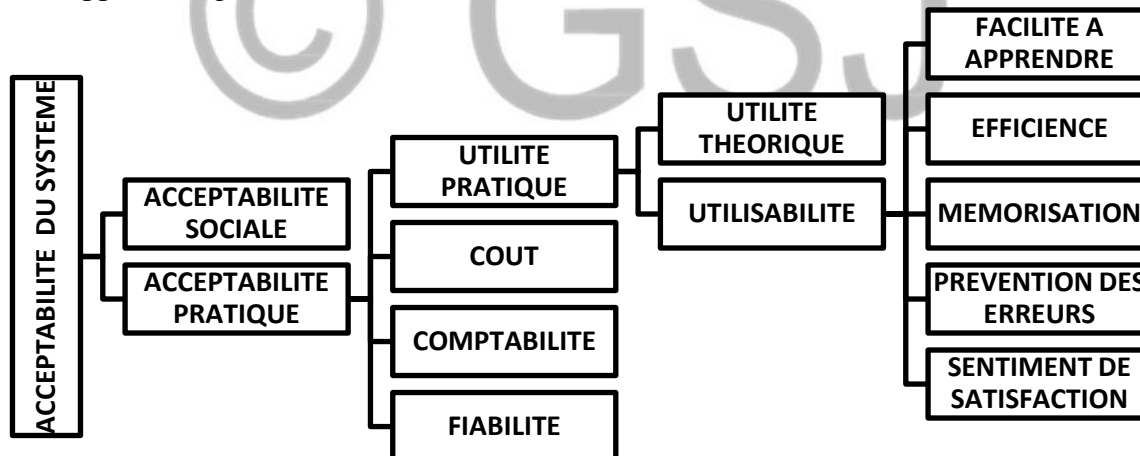 © GSJ
ACCEPTABILITE DU SYSTEME
ACCEPTABILITE
SOCIALE
ACCEPTABILITE
PRATIQUE
UTILITE
PRATIQUE
COUT
COMPTABILITE
FIABILITE
UTILITE
THEORIQUE
UTILISABILITE
FACILITE A
APPRENDRE
EFFICIENCE
MEMORISATION
PREVENTION DES
ERREURS
SENTIMENT DE
SATISFACTION